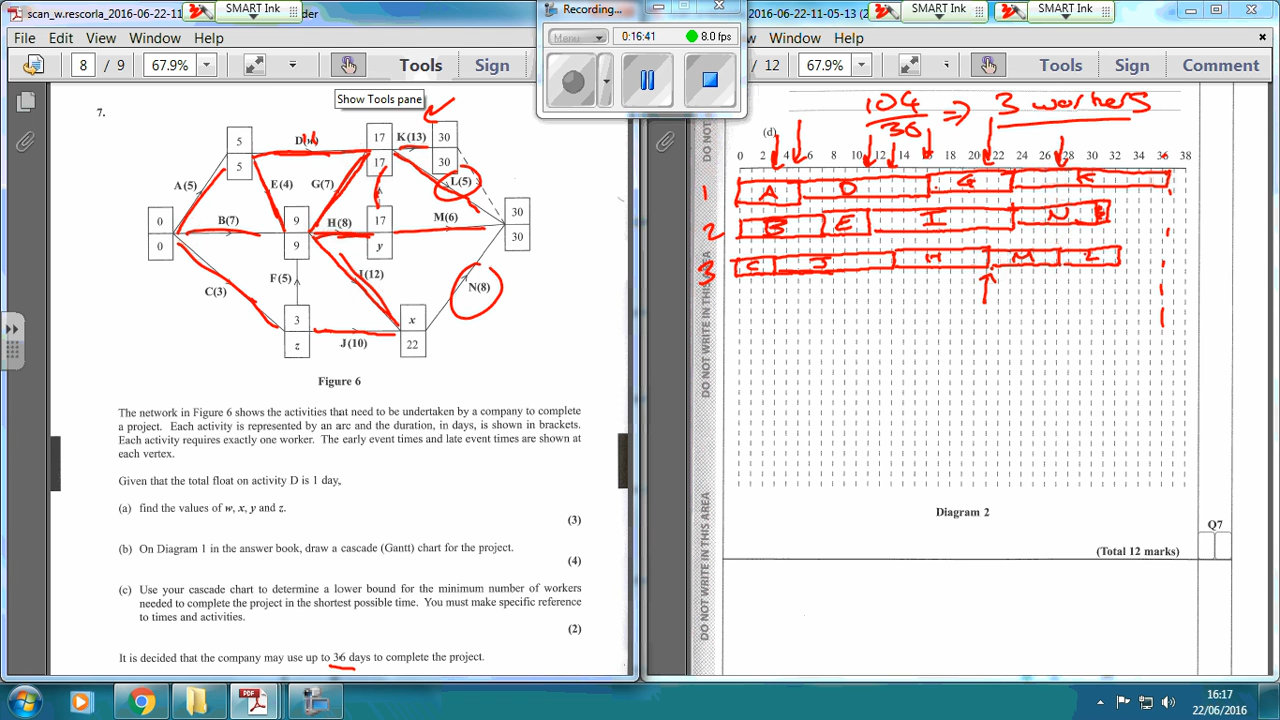 scan_w.rescorla_2016-06-22-11
SMART Ink
der
Recording...
2016-06-22-11-05-13 (
SMART Ink
SMART Ink
File Edit View Window Help
Menu
0:16:41
8.0 fps
Window Help
8 / 9
67.9%
Tools
Sign
/ 12
67.9%
Tools
Sign
Comment
Show Tools pane
7.
5
5
17
17
30
30
0
0
9
9
17
y
30
30
3
z
x
22
A(5)
B(7)
C(3)
E(4)
F(5)
G(7)
H(8)
I(12)
J(10)
K(13)
L(5)
M(6)
N(8)
Figure 6
The network in Figure 6 shows the activities that need to be undertaken by a company to complete
a project. Each activity is represented by an arc and the duration, in days, is shown in brackets.
Each activity requires exactly one worker. The early event times and late event times are shown at
each vertex.
Given that the total float on activity D is 1 day,
(a) find the values of w, x, y and z.
(3)
(b) On Diagram 1 in the answer book, draw a cascade (Gantt) chart for the project.
(4)
(c) Use your cascade chart to determine a lower bound for the minimum number of workers
needed to complete the project in the shortest possible time. You must make specific reference
to times and activities.
(2)
It is decided that the company may use up to 36 days to complete the project.
104
36
=> 3 workers
(d)
0 2 6 8 10 14 18 20 22 24 26 28 30 32 34 36 38
1 A D G K
2 B E I N
3 C J H M L
DO NOT WRITE IN THIS AREA
DO NOT WRITE IN THIS AREA
Diagram 2
Q7
(Total 12 marks)
16:17
22/06/2016